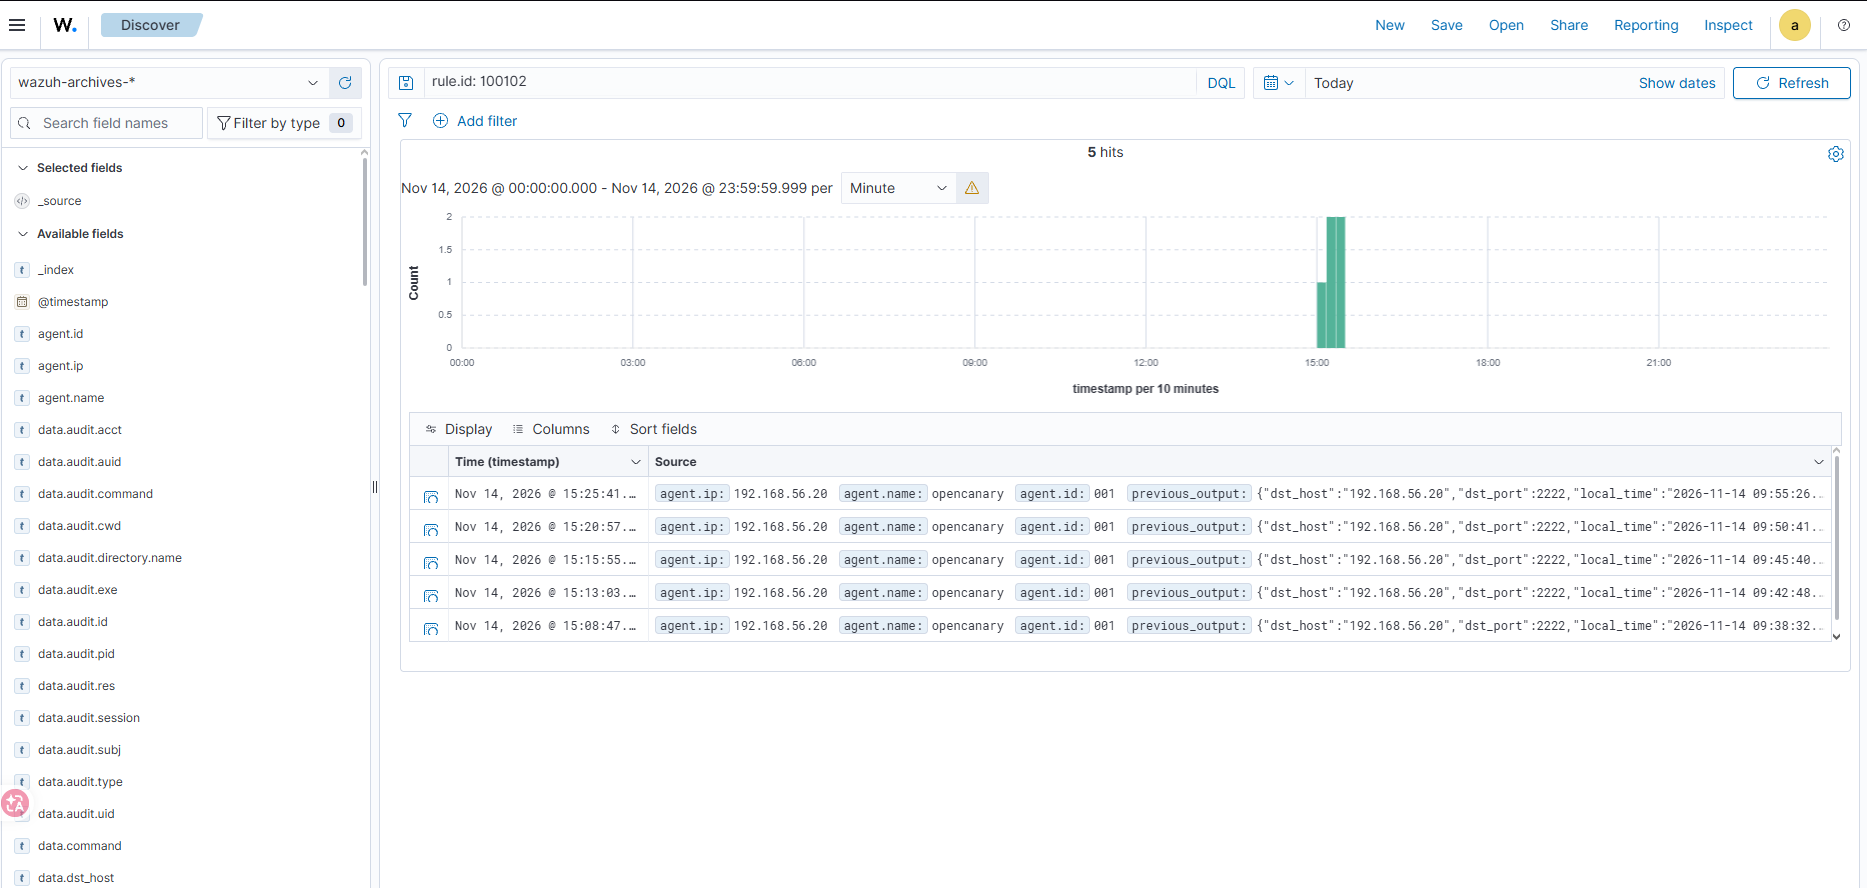 W.
Discover
New Save Open Share Reporting Inspect a
wazuh-archives-*
rule.id: 100102
DQL
Today
Show dates
Refresh
Search field names
Filter by type 0
Add filter
Selected fields
_source
Available fields
t _index
@timestamp
t agent.id
t agent.ip
t agent.name
t data.audit.acct
t data.audit.auid
t data.audit.command
t data.audit.cwd
t data.audit.directory.name
t data.audit.exe
t data.audit.id
t data.audit.pid
t data.audit.res
t data.audit.session
t data.audit.subj
t data.audit.type
t data.audit.uid
t data.command
t data.dst_host
5 hits
Nov 14, 2026 @ 00:00:00.000 - Nov 14, 2026 @ 23:59:59.999 per Minute
Count
2
1.5
1
0.5
0
00:00 03:00 06:00 09:00 12:00 15:00 18:00 21:00
timestamp per 10 minutes
Display Columns Sort fields
Time (timestamp) Source
Nov 14, 2026 @ 15:25:41.… agent.ip: 192.168.56.20 agent.name: opencanary agent.id: 001 previous_output: {"dst_host":"192.168.56.20","dst_port":2222,"local_time":"2026-11-14 09:55:26…
Nov 14, 2026 @ 15:20:57.… agent.ip: 192.168.56.20 agent.name: opencanary agent.id: 001 previous_output: {"dst_host":"192.168.56.20","dst_port":2222,"local_time":"2026-11-14 09:50:41…
Nov 14, 2026 @ 15:15:55.… agent.ip: 192.168.56.20 agent.name: opencanary agent.id: 001 previous_output: {"dst_host":"192.168.56.20","dst_port":2222,"local_time":"2026-11-14 09:45:40…
Nov 14, 2026 @ 15:13:03.… agent.ip: 192.168.56.20 agent.name: opencanary agent.id: 001 previous_output: {"dst_host":"192.168.56.20","dst_port":2222,"local_time":"2026-11-14 09:42:48…
Nov 14, 2026 @ 15:08:47.… agent.ip: 192.168.56.20 agent.name: opencanary agent.id: 001 previous_output: {"dst_host":"192.168.56.20","dst_port":2222,"local_time":"2026-11-14 09:38:32…